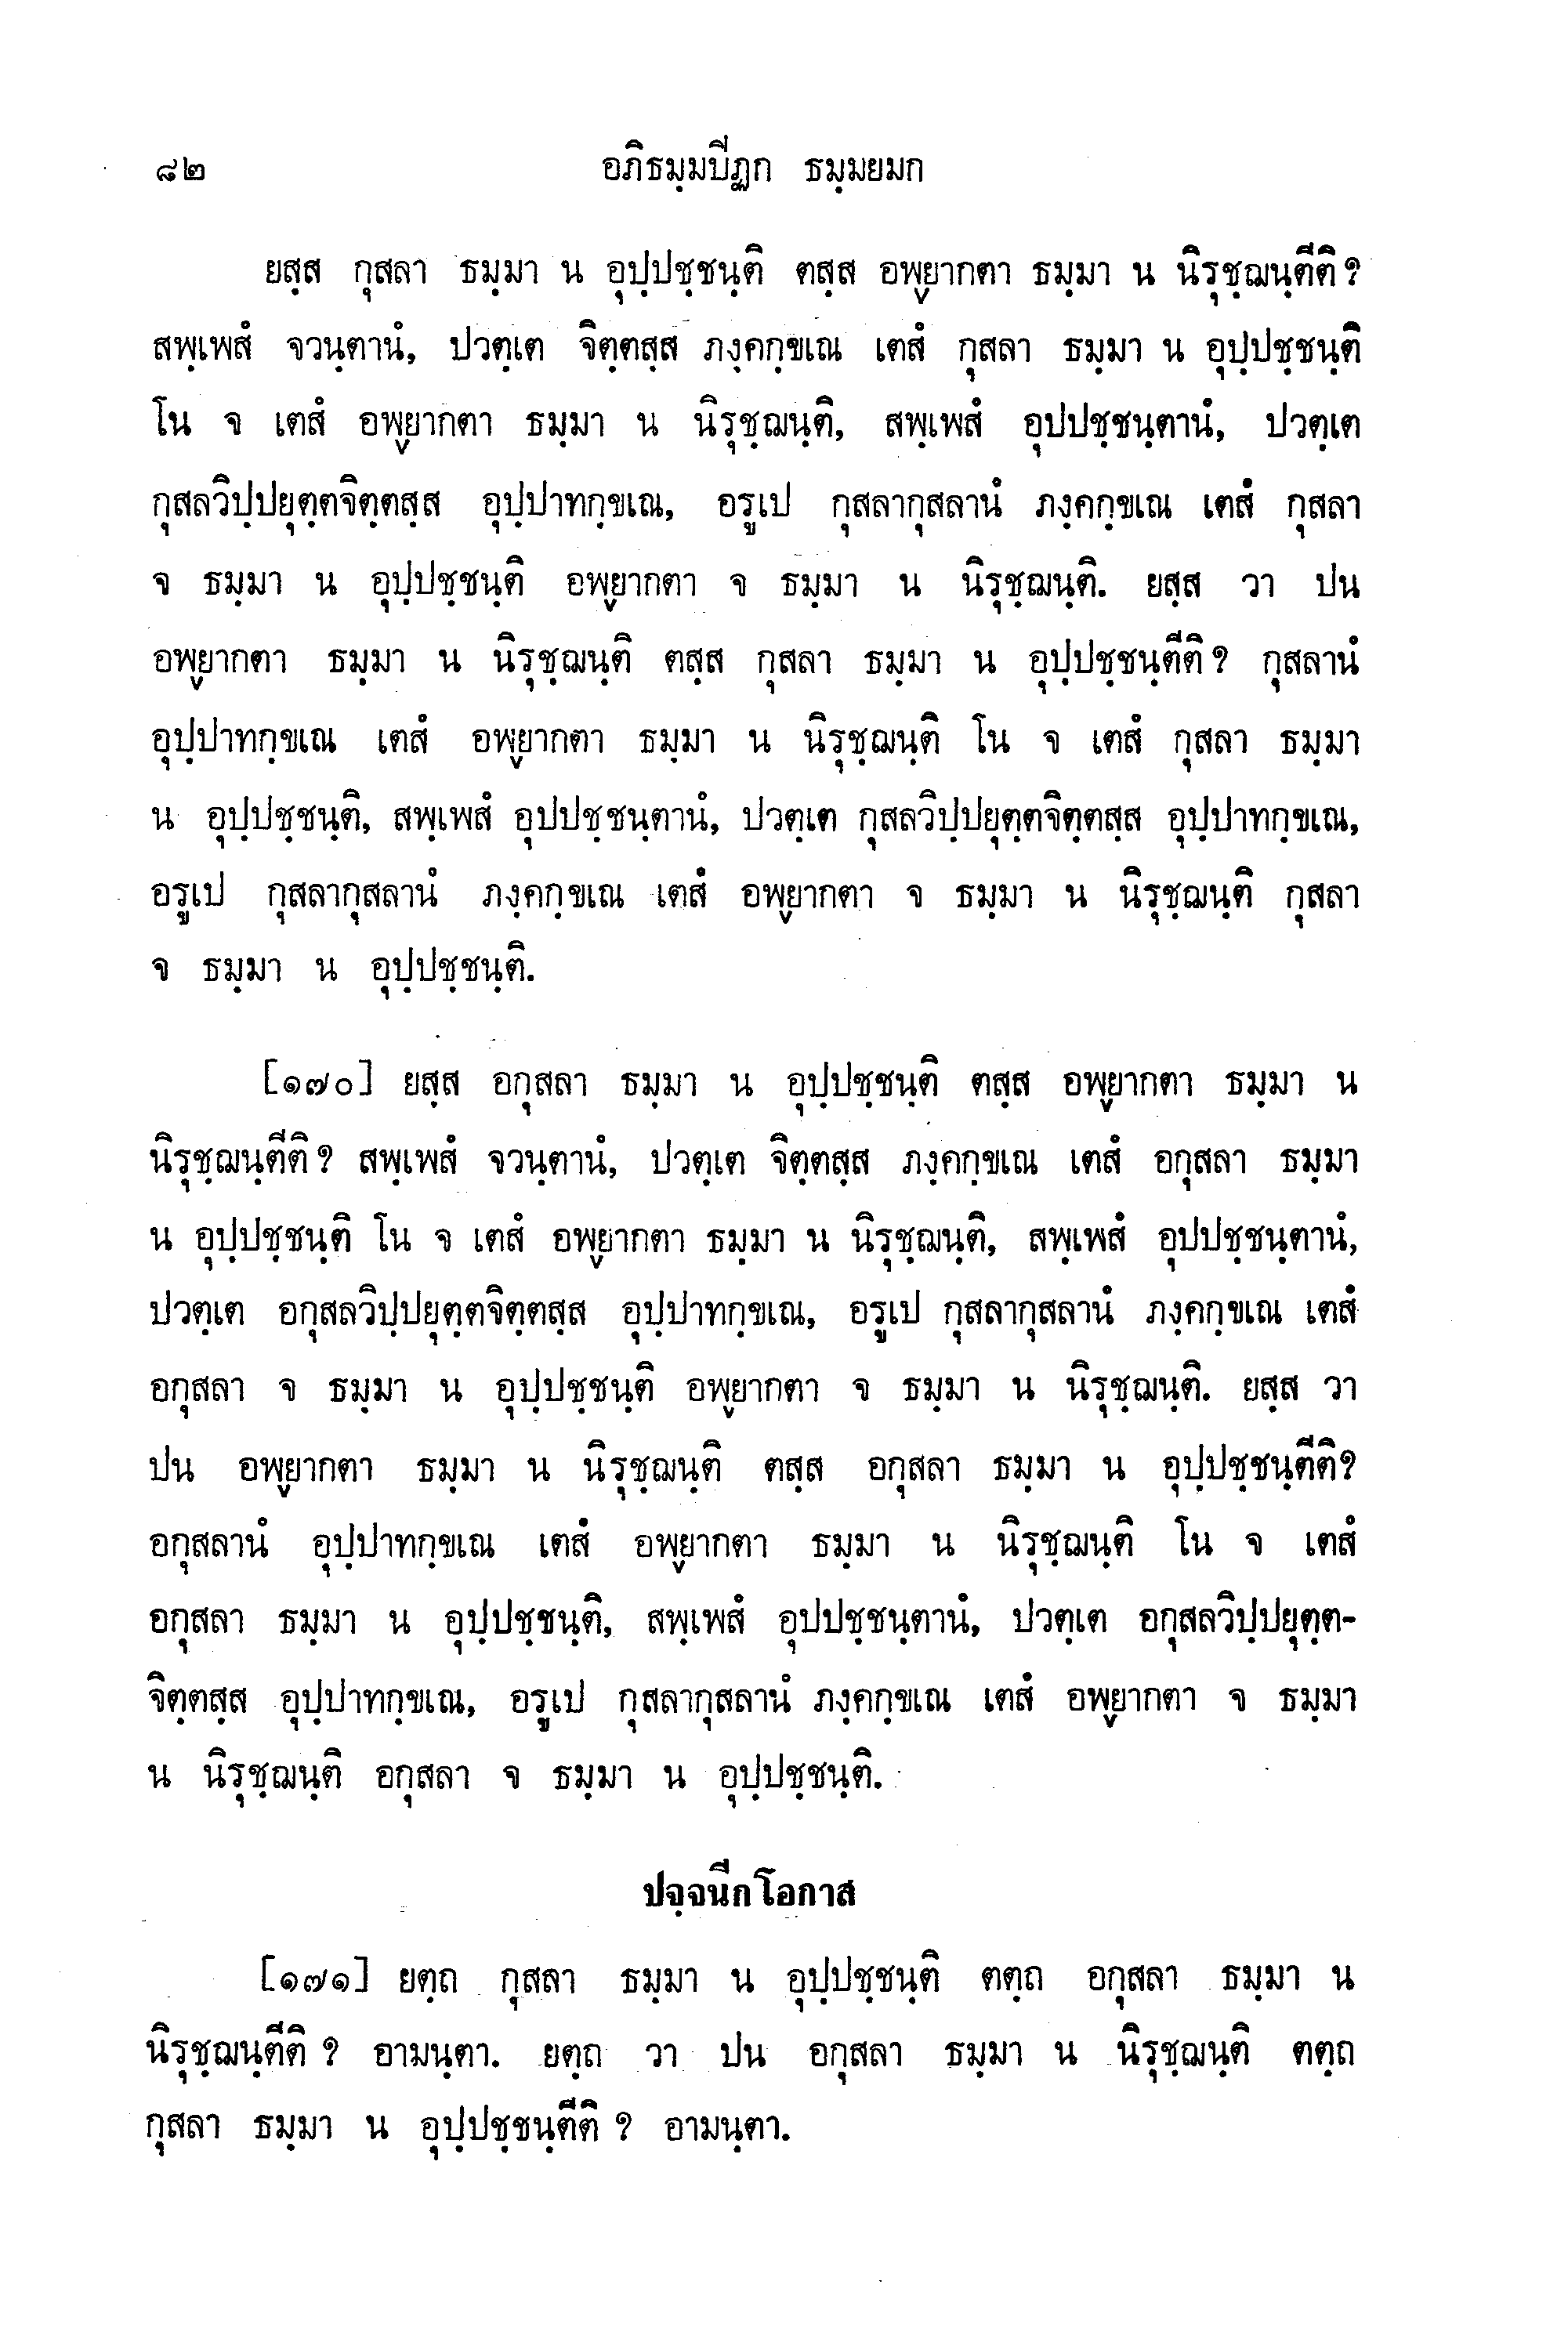 ๘๒ อภิธมฺมปีฏก ธมฺมยมก
ยสฺส กุสลา ธมฺมา น อุปฺปชฺชนฺติ ตสฺส อพฺยากตา ธมฺมา น นิรุชฺฌนฺตีติ ?
สพฺเพสํ จวนฺตานํ, ปวตฺเต จิตฺตสฺส ภงฺคกฺขเณ เตสํ กุสลา ธมฺมา น อุปฺปชฺชนฺติ
โน จ เตสํ อพฺยากตา ธมฺมา น นิรุชฺฌนฺติ, สพฺเพสํ อุปปชฺชนฺตานํ, ปวตฺเต
กุสลวิปฺปยุตฺตจิตฺตสฺส อุปฺปาทกฺขเณ, อรูเป กุสลากุสลานํ ภงฺคกฺขเณ เตสํ กุสลา
จ ธมฺมา น อุปฺปชฺชนฺติ อพฺยากตา จ ธมฺมา น นิรุชฺฌนฺติ. ยสฺส วา ปน
อพฺยากตา ธมฺมา น นิรุชฺฌนฺติ ตสฺส กุสลา ธมฺมา น อุปฺปชฺชนฺตีติ ? กุสลานํ
อุปฺปาทกฺขเณ เตสํ อพฺยากตา ธมฺมา น นิรุชฺฌนฺติ โน จ เตสํ กุสลา ธมฺมา
น อุปฺปชฺชนฺติ, สพฺเพสํ อุปปชฺชนฺตานํ, ปวตฺเต กุสลวิปฺปยุตฺตจิตฺตสฺส อุปฺปาทกฺขเณ,
อรูเป กุสลากุสลานํ ภงฺคกฺขเณ เตสํ อพฺยากตา จ ธมฺมา น นิรุชฺฌนฺติ กุสลา
จ ธมฺมา น อุปฺปชฺชนฺติ.
[๑๗๐] ยสฺส อกุสลา ธมฺมา น อุปฺปชฺชนฺติ ตสฺส อพฺยากตา ธมฺมา น
นิรุชฺฌนฺตีติ ? สพฺเพสํ จวนฺตานํ, ปวตฺเต จิตฺตสฺส ภงฺคกฺขเณ เตสํ อกุสลา ธมฺมา
น อุปฺปชฺชนฺติ โน จ เตสํ อพฺยากตา ธมฺมา น นิรุชฺฌนฺติ, สพฺเพสํ อุปปชฺชนฺตานํ,
ปวตฺเต อกุสลวิปฺปยุตฺตจิตฺตสฺส อุปฺปาทกฺขเณ, อรูเป กุสลากุสลานํ ภงฺคกฺขเณ เตสํ
อกุสลา จ ธมฺมา น อุปฺปชฺชนฺติ อพฺยากตา จ ธมฺมา น นิรุชฺฌนฺติ. ยสฺส วา
ปน อพฺยากตา ธมฺมา น นิรุชฺฌนฺติ ตสฺส อกุสลา ธมฺมา น อุปฺปชฺชนฺตีติ ?
อกุสลานํ อุปฺปาทกฺขเณ เตสํ อพฺยากตา ธมฺมา น นิรุชฺฌนฺติ โน จ เตสํ
อกุสลา ธมฺมา น อุปฺปชฺชนฺติ, สพฺเพสํ อุปปชฺชนฺตานํ, ปวตฺเต อกุสลวิปฺปยุตฺต-
จิตฺตสฺส อุปฺปาทกฺขเณ, อรูเป กุสลากุสลานํ ภงฺคกฺขเณ เตสํ อพฺยากตา จ ธมฺมา
น นิรุชฺฌนฺติ อกุสลา จ ธมฺมา น อุปฺปชฺชนฺติ.
ปจฺจนีกโอกาส
[๑๗๑] ยตฺถ กุสลา ธมฺมา น อุปฺปชฺชนฺติ ตตฺถ อกุสลา ธมฺมา น
นิรุชฺฌนฺตีติ ? อามนฺตา. ยตฺถ วา ปน อกุสลา ธมฺมา น นิรุชฺฌนฺติ ตตฺถ
กุสลา ธมฺมา น อุปฺปชฺชนฺตีติ ? อามนฺตา.